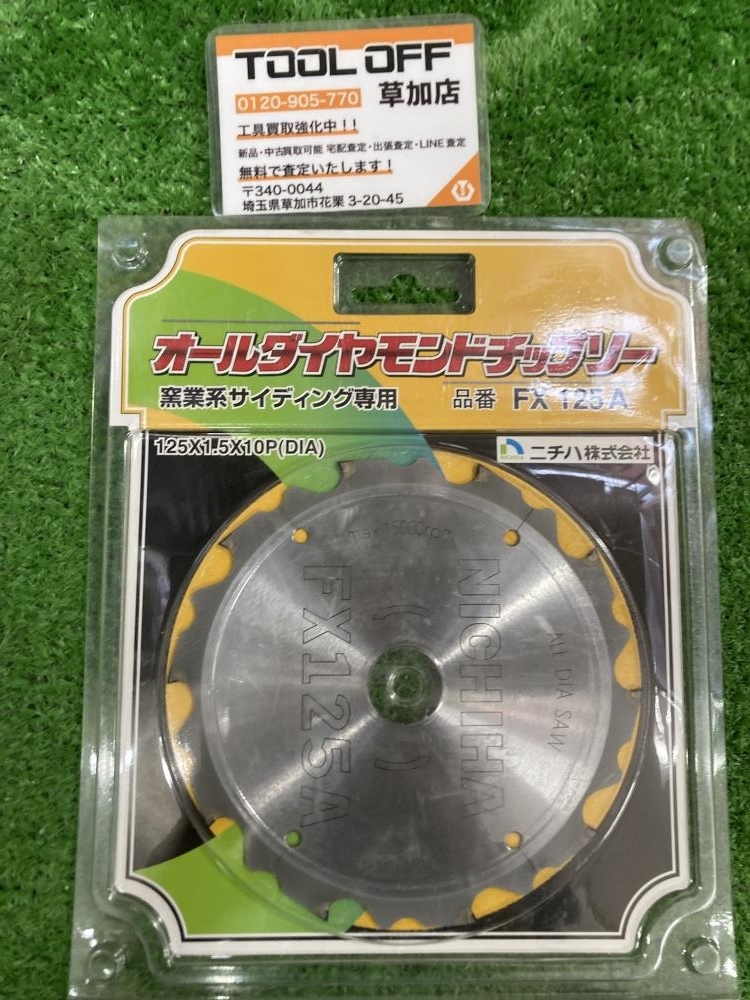 TOOL OFF
0120-905-770 草加店
工具買取強化中!!
新品・中古買取可能 宅配査定・出張査定・LINE査定
無料で査定いたします!
〒340-0044
埼玉県草加市花栗 3-20-45
オールダイヤモンドチップソー
窯業系サイディング専用 品番 FX 125A
125X1.5X10P(DIA)
NICHIHA ニチハ株式会社
max 15000rpm
NICHIHA
FX125A
ALL DIA SAW